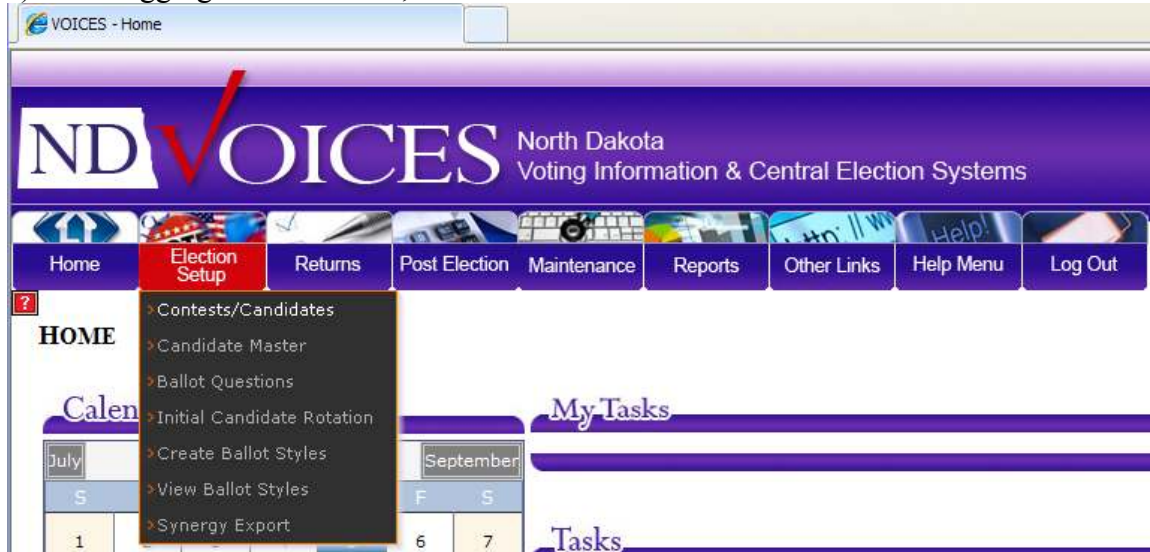 VOICES - Home
ND VOICES
North Dakota
Voting Information & Central Election Systems
Home
Election Setup
Returns
Post Election
Maintenance
Reports
Other Links
Help Menu
Log Out
?
HOME
>Contests/Candidates
>Candidate Master
>Ballot Questions
>Initial Candidate Rotation
>Create Ballot Styles
>View Ballot Styles
>Synergy Export
Calen
My Tasks
July
September
S F S
1 6 7
Tasks